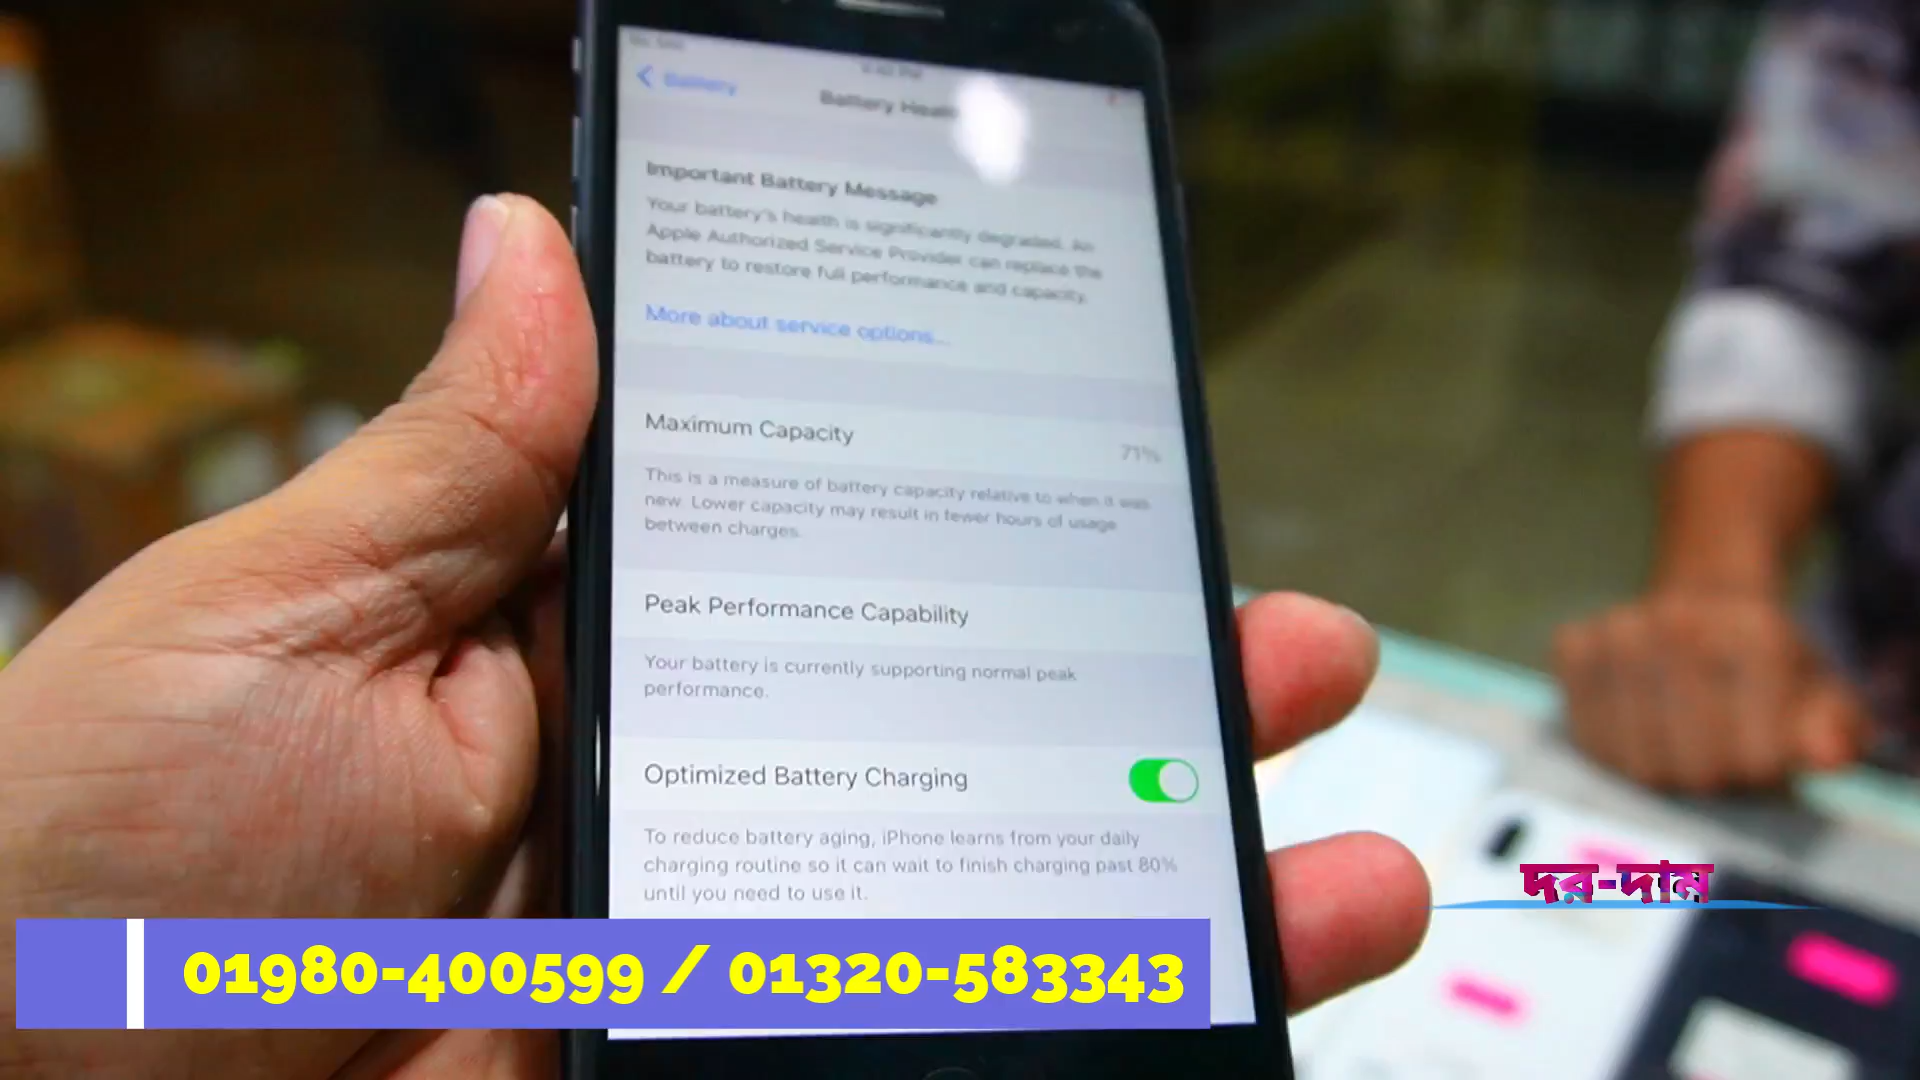 No SIM
Battery
Battery Health
Important Battery Message
Your battery's health is significantly degraded. An
Apple Authorized Service Provider can replace the
battery to restore full performance and capacity.
More about service options...
Maximum Capacity
71%
This is a measure of battery capacity relative to when it was
new. Lower capacity may result in fewer hours of usage
between charges.
Peak Performance Capability
Your battery is currently supporting normal peak
performance.
Optimized Battery Charging
To reduce battery aging, iPhone learns from your daily
charging routine so it can wait to finish charging past 80%
until you need to use it.
দর-দাম
01980-400599 / 01320-583343